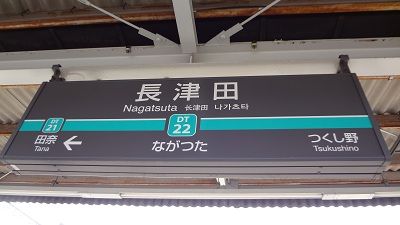 長津田
Nagatsuta 长津田 나가츠타
DT
21
DT
22
田奈
Tana
←
ながつた
つくし野
Tsukushino